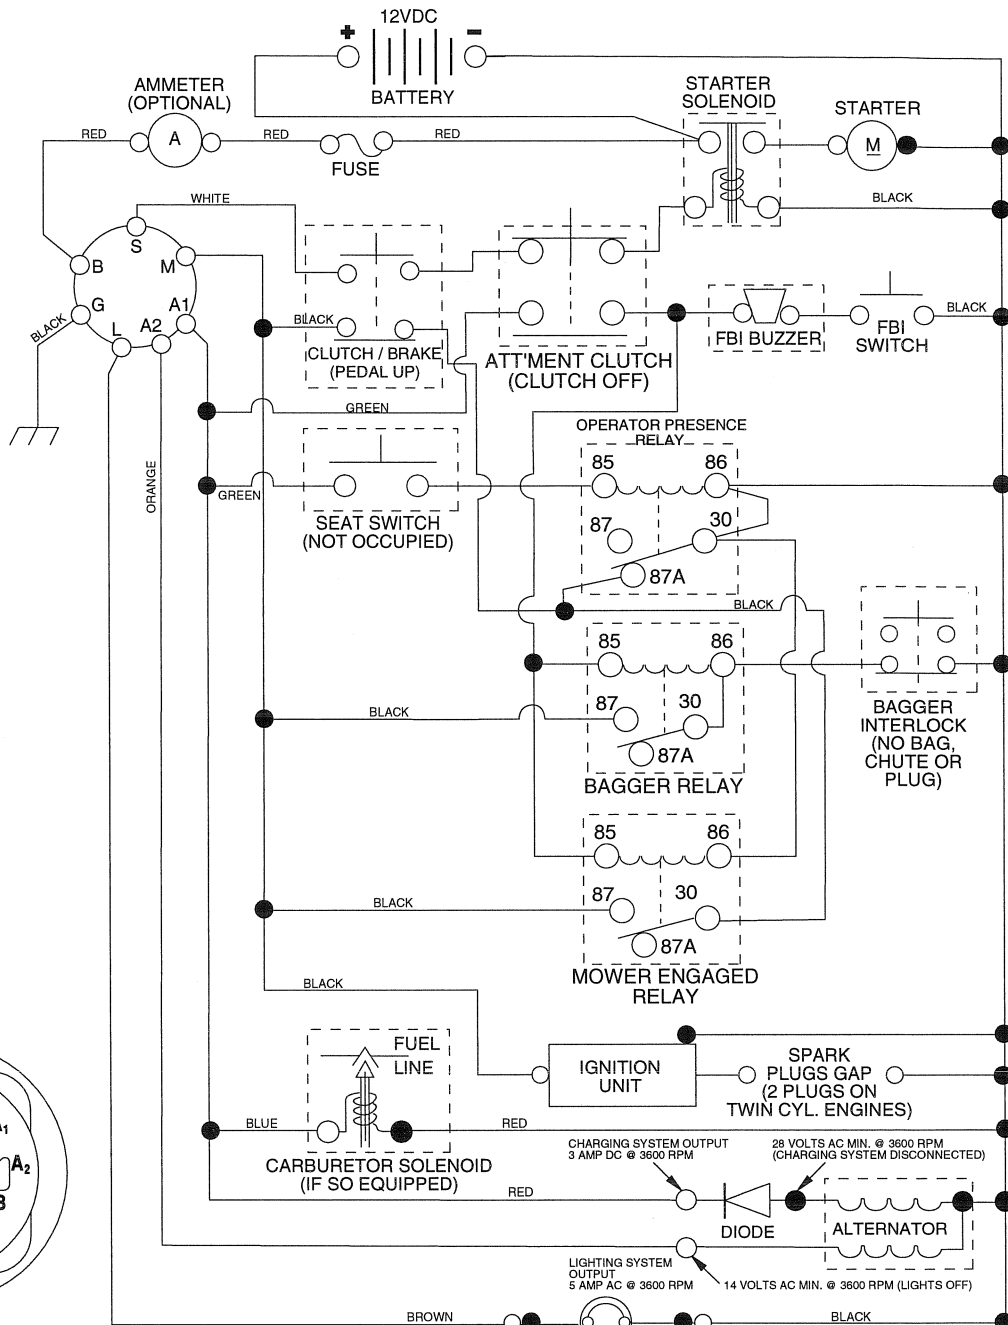 12VDC
+
-
BATTERY
AMMETER
(OPTIONAL)
STARTER
SOLENOID
STARTER
RED
A
RED
FUSE
RED
M
WHITE
BLACK
S
B
M
G
A1
L
A2
BLACK
BLACK
CLUTCH / BRAKE
(PEDAL UP)
ATT'MENT CLUTCH
(CLUTCH OFF)
FBI BUZZER
FBI
SWITCH
BLACK
GREEN
OPERATOR PRESENCE
RELAY
ORANGE
GREEN
SEAT SWITCH
(NOT OCCUPIED)
85
86
87
30
87A
BLACK
85
86
87
30
87A
BAGGER RELAY
BLACK
BAGGER
INTERLOCK
(NO BAG,
CHUTE OR
PLUG)
85
86
87
30
87A
MOWER ENGAGED
RELAY
BLACK
BLACK
FUEL
LINE
IGNITION
UNIT
SPARK
PLUGS GAP
(2 PLUGS ON
TWIN CYL. ENGINES)
A1
A2
B
BLUE
RED
CARBURETOR SOLENOID
(IF SO EQUIPPED)
CHARGING SYSTEM OUTPUT
3 AMP DC @ 3600 RPM
28 VOLTS AC MIN. @ 3600 RPM
(CHARGING SYSTEM DISCONNECTED)
RED
DIODE
ALTERNATOR
LIGHTING SYSTEM
OUTPUT
5 AMP AC @ 3600 RPM
14 VOLTS AC MIN. @ 3600 RPM (LIGHTS OFF)
BROWN
BLACK